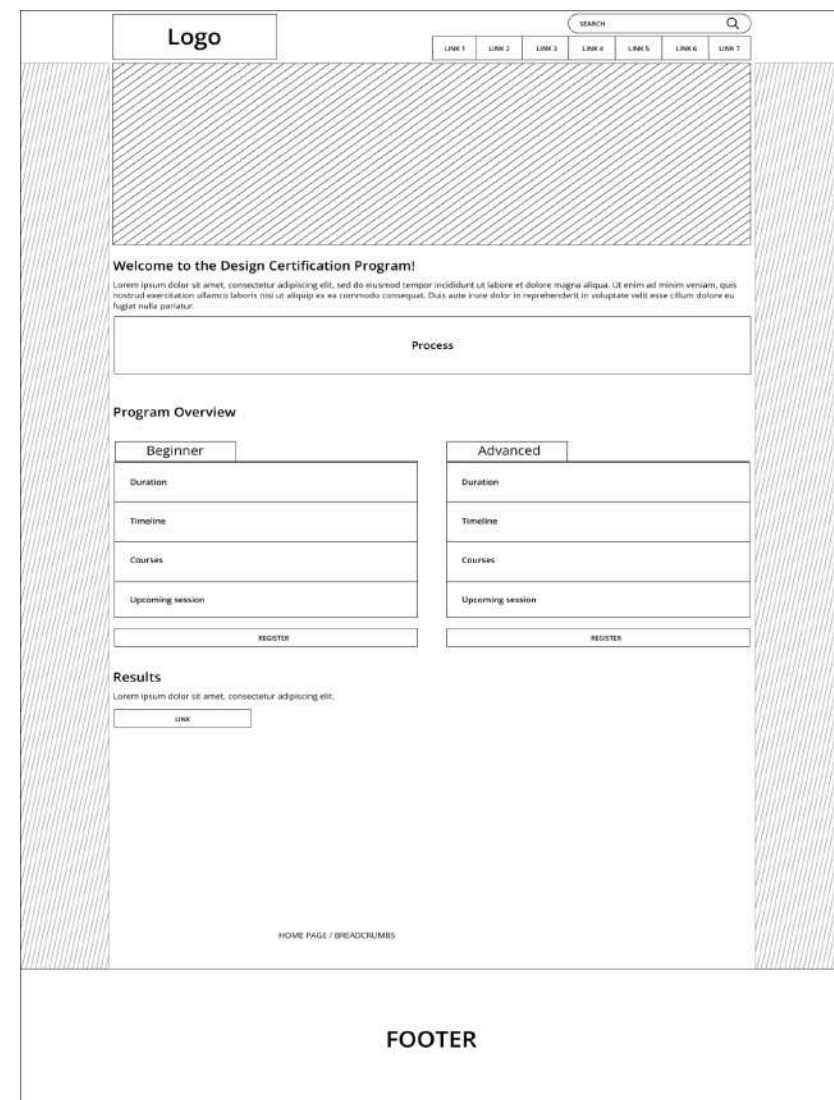 Logo
SEARCH
LINK 1 LINK 2 LINK 3 LINK 4 LINK 5 LINK 6 LINK 7
Welcome to the Design Certification Program!
Lorem ipsum dolor sit amet, consectetur adipiscing elit, sed do eiusmod tempor incididunt ut labore et dolore magna aliqua. Ut enim ad minim veniam, quis
nostrud exercitation ullamco laboris nisi ut aliquip ex ea commodo consequat. Duis aute irure dolor in reprehenderit in voluptate velit esse cillum dolore eu
fugiat nulla pariatur.
Process
Program Overview
Beginner
Duration
Timeline
Courses
Upcoming session
REGISTER
Advanced
Duration
Timeline
Courses
Upcoming session
REGISTER
Results
Lorem ipsum dolor sit amet, consectetur adipiscing elit.
LINK
HOME PAGE / BREADCRUMBS
FOOTER